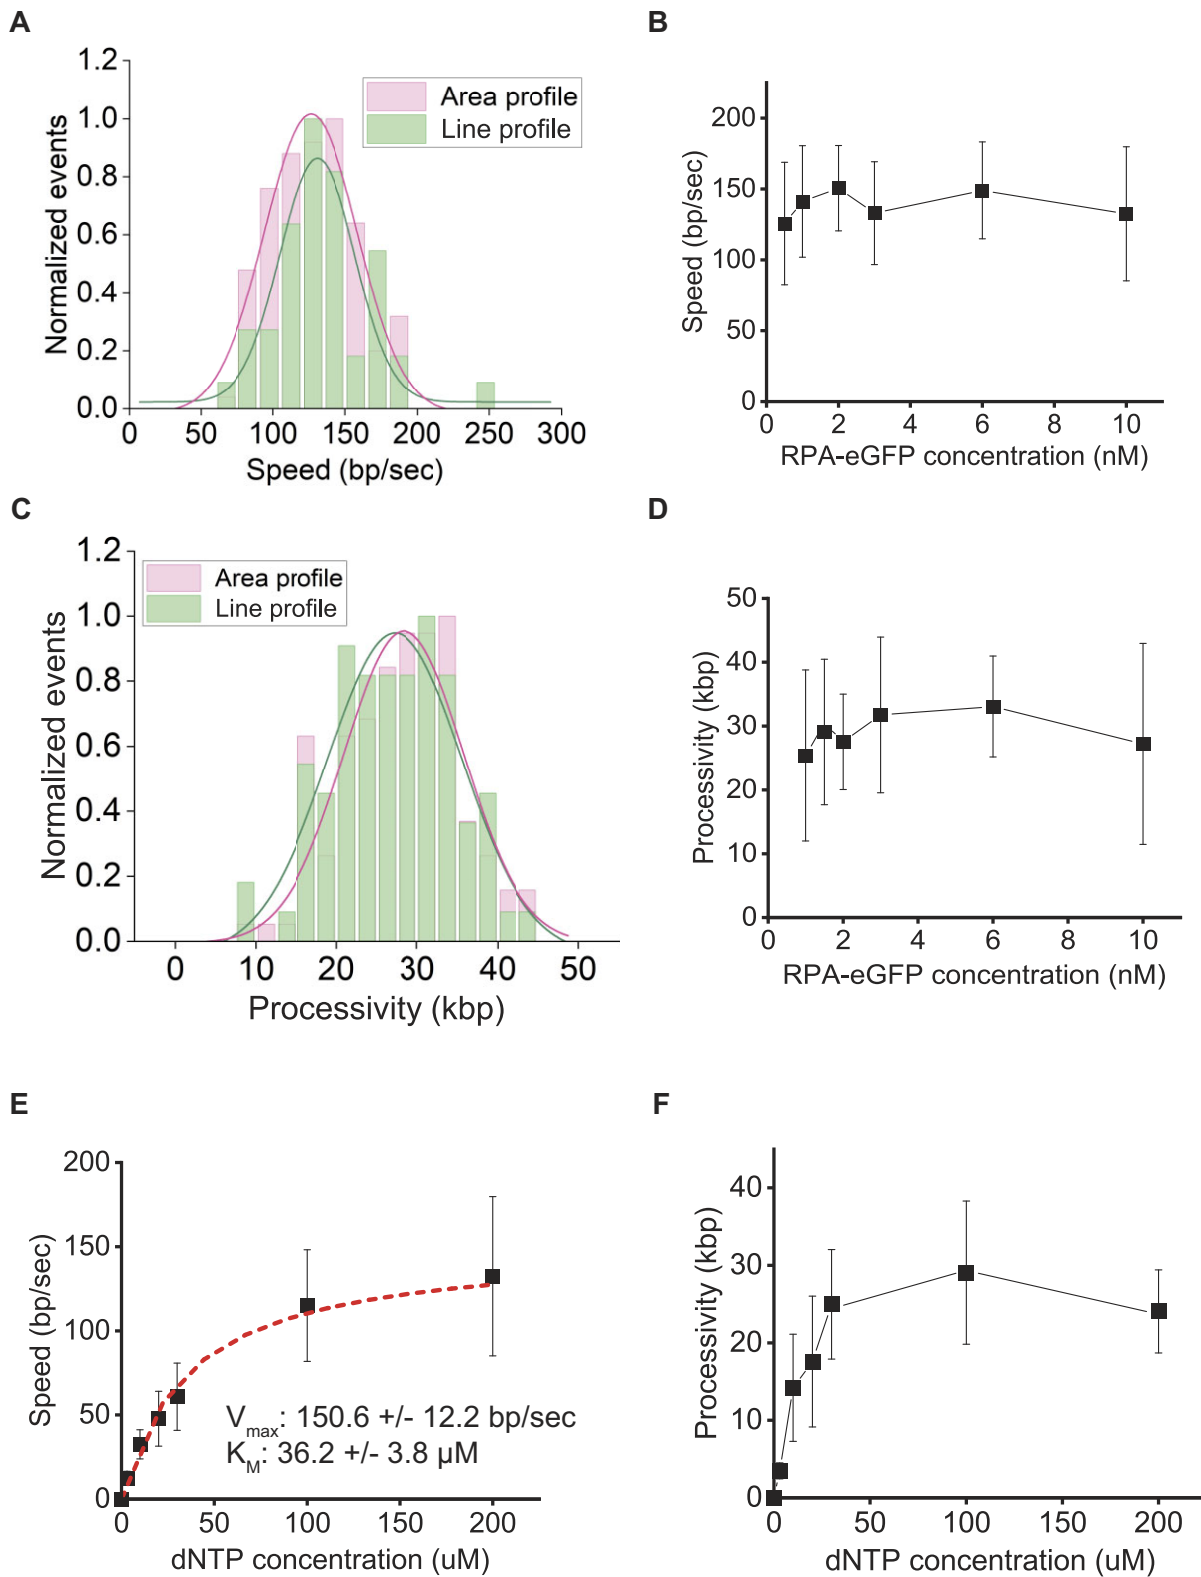 A
1.2
1.0
0.8
0.6
0.4
0.2
0.0
Normalized events
Area profile
Line profile
0 50 100 150 200 250 300
Speed (bp/sec)
B
200
150
100
50
0
Speed (bp/sec)
0 2 4 6 8 10
RPA-eGFP concentration (nM)
C
1.2
1.0
0.8
0.6
0.4
0.2
0.0
Normalized events
Area profile
Line profile
0 10 20 30 40 50
Processivity (kbp)
D
50
40
30
20
10
0
Processivity (kbp)
0 2 4 6 8 10
RPA-eGFP concentration (nM)
E
200
150
100
50
0
Speed (bp/sec)
Vmax: 150.6 +/- 12.2 bp/sec
KM: 36.2 +/- 3.8 µM
0 50 100 150 200
dNTP concentration (uM)
F
40
30
20
10
0
Processivity (kbp)
0 50 100 150 200
dNTP concentration (uM)